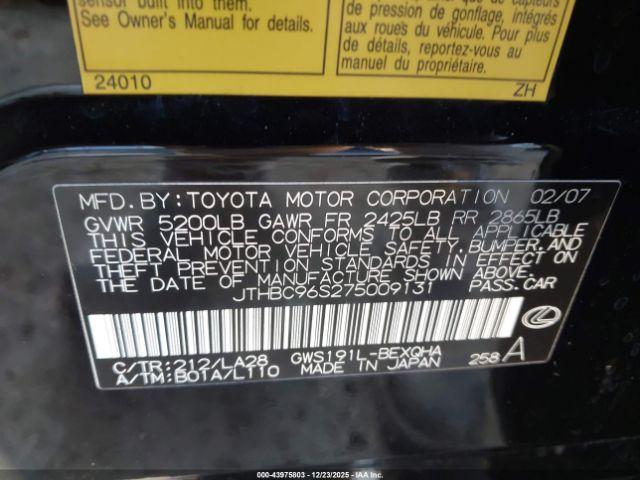 sensor built into them.
See Owner's Manual for details.
24010
de pression de gonflage, intégrés
aux roues du véhicule. Pour plus
de détails, reportez-vous au
manuel du propriétaire.
ZH
MFD. BY: TOYOTA MOTOR CORPORATION 02/07
GVWR 5200LB GAWR FR 2425LB RR 2865LB
THIS VEHICLE CONFORMS TO ALL APPLICABLE
FEDERAL MOTOR VEHICLE SAFETY, BUMPER, AND
THEFT PREVENTION STANDARDS IN EFFECT ON
THE DATE OF MANUFACTURE SHOWN ABOVE.
JTHBC96S275009131 PASS.CAR
C/TR:212/LA28 GWS191L-BEXQHA
A/TM:B01A/L110 MADE IN JAPAN 258 A
000-43975803 - 12/23/2025 - IAAI.COM